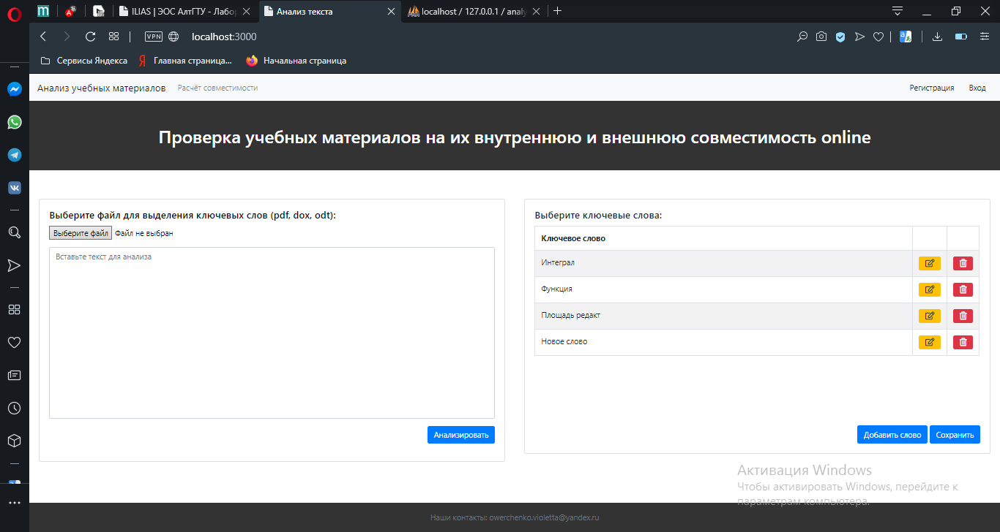 ILIAS | ЭОС АлтГТУ - Лабо
Анализ текста
localhost / 127.0.0.1 / analy
VPN
localhost:3000
Сервисы Яндекса
Главная страница...
Начальная страница
Анализ учебных материалов
Расчёт совместимости
Регистрация
Вход
Проверка учебных материалов на их внутреннюю и внешнюю совместимость online
Выберите файл для выделения ключевых слов (pdf, dox, odt):
Выберите файл
Файл не выбран
Вставьте текст для анализа
Анализировать
Выберите ключевые слова:
Ключевое слово
Интеграл
Функция
Площадь редакт
Новое слово
Добавить слово
Сохранить
Активация Windows
Чтобы активировать Windows, перейдите к
параметрам компьютера.
Наши контакты: owerchenko.violetta@yandex.ru